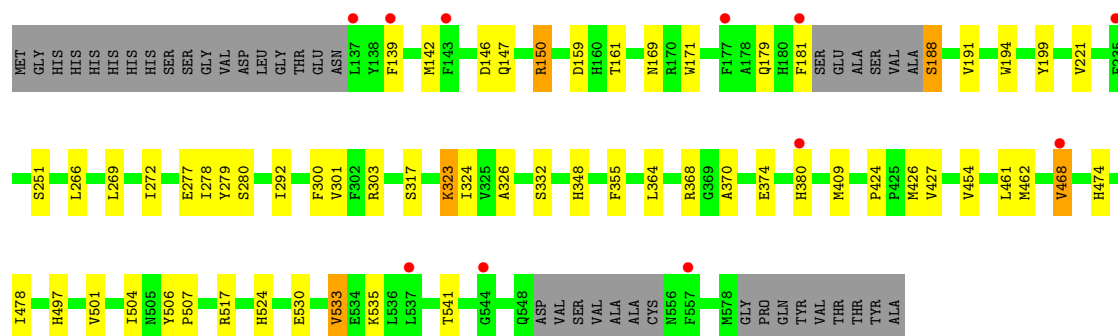 MET GLY HIS HIS HIS HIS HIS HIS SER SER GLY VAL ASP LEU GLY THR GLU ASN L137 Y138 F139 M142 F143 D146 Q147 R150 D159 H160 T161 N169 R170 W171 F177 A178 Q179 H180 F181 SER GLU ALA SER VAL ALA S188 V191 W194 Y199 V221
S251 L266 L269 I272 E277 I278 Y279 S280 I292 F300 V301 F302 R303 S317 K323 I324 V325 A326 S332 H348 F355 L364 R368 G369 A370 E374 H380 M409 P424 P425 M426 V427 V454 L461 M462 V468 H474
I478 H497 V501 I504 N505 Y506 P507 R517 H524 E530 V533 E534 K535 L536 L537 T541 G544 Q548 ASP VAL SER VAL ALA ALA CYS N556 F557 M578 GLY PRO GLN TYR VAL THR THR TYR ALA